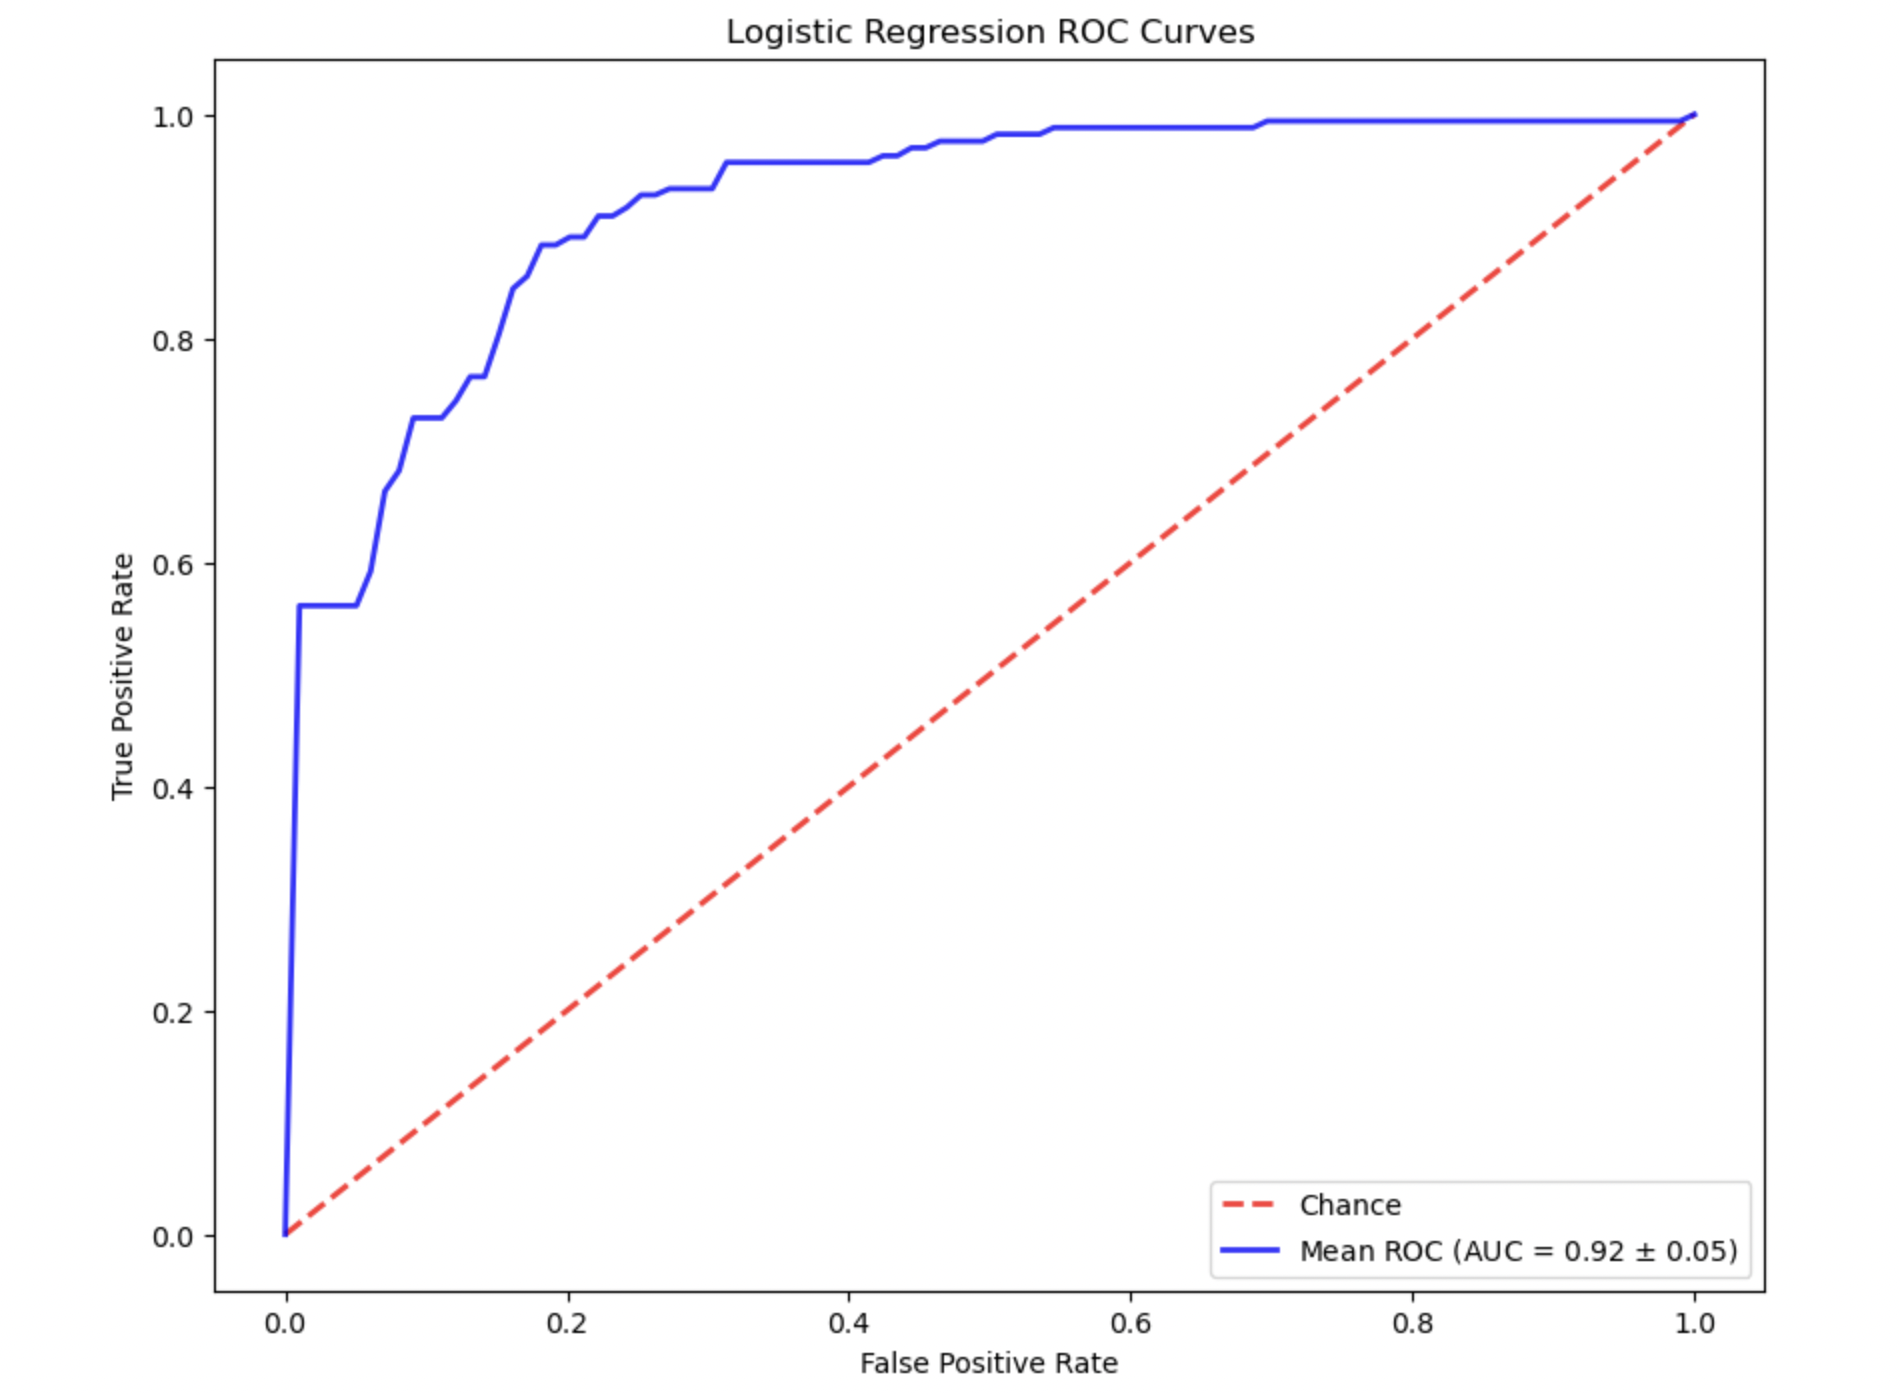 Logistic Regression ROC Curves
1.0
0.8
0.6
0.4
0.2
0.0
True Positive Rate
0.0 0.2 0.4 0.6 0.8 1.0
False Positive Rate
Chance
Mean ROC (AUC = 0.92 ± 0.05)